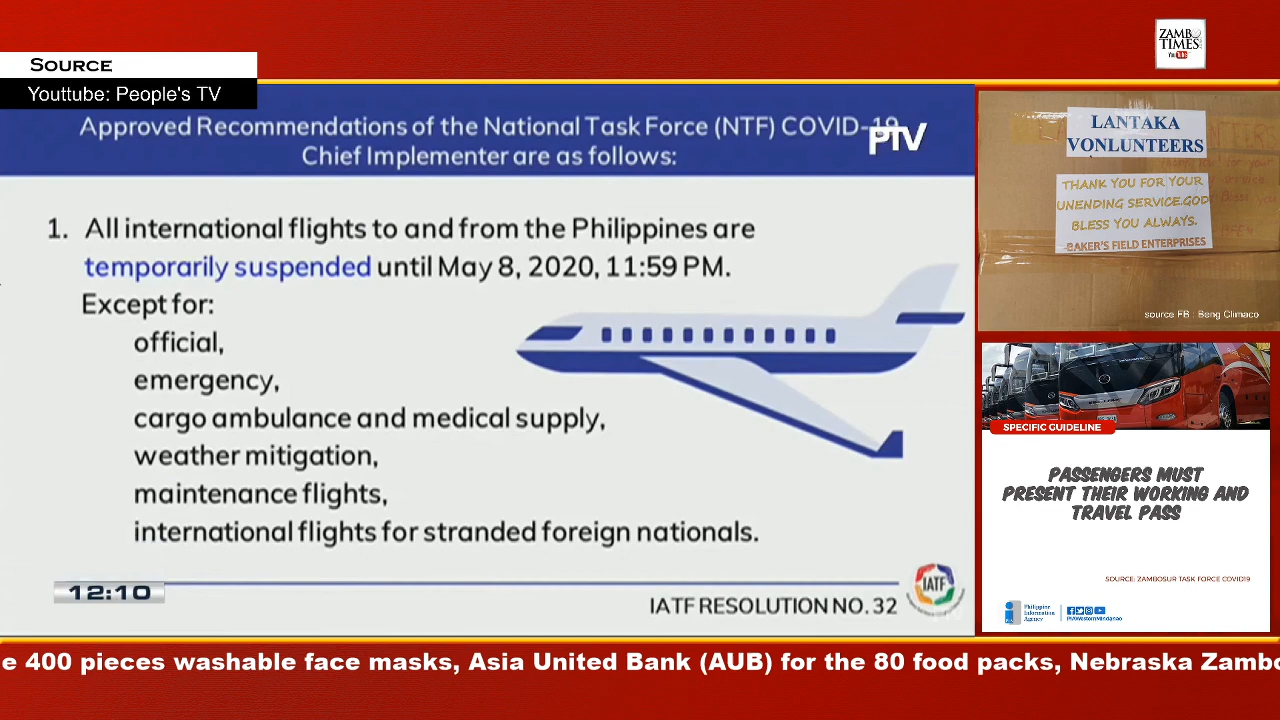 ZAMBO
TIMES
YouTube
SOURCE
Youttube: People's TV
Approved Recommendations of the National Task Force (NTF) COVID-19
Chief Implementer are as follows:
PTV
1. All international flights to and from the Philippines are
temporarily suspended until May 8, 2020, 11:59 PM.
Except for:
official,
emergency,
cargo ambulance and medical supply,
weather mitigation,
maintenance flights,
international flights for stranded foreign nationals.
12:10
IATF RESOLUTION NO. 32
IATF
LANTAKA
VONLUNTEERS
THANK YOU FOR YOUR
UNENDING SERVICE.GOD
BLESS YOU ALWAYS.
BAKER'S FIELD ENTERPRISES
source FB : Beng Climaco
SPECIFIC GUIDELINE
PASSENGERS MUST
PRESENT THEIR WORKING AND
TRAVEL PASS
SOURCE: ZAMBOSUR TASK FORCE COVID19
Philippine
Information
Agency
e 400 pieces washable face masks, Asia United Bank (AUB) for the 80 food packs, Nebraska Zambo